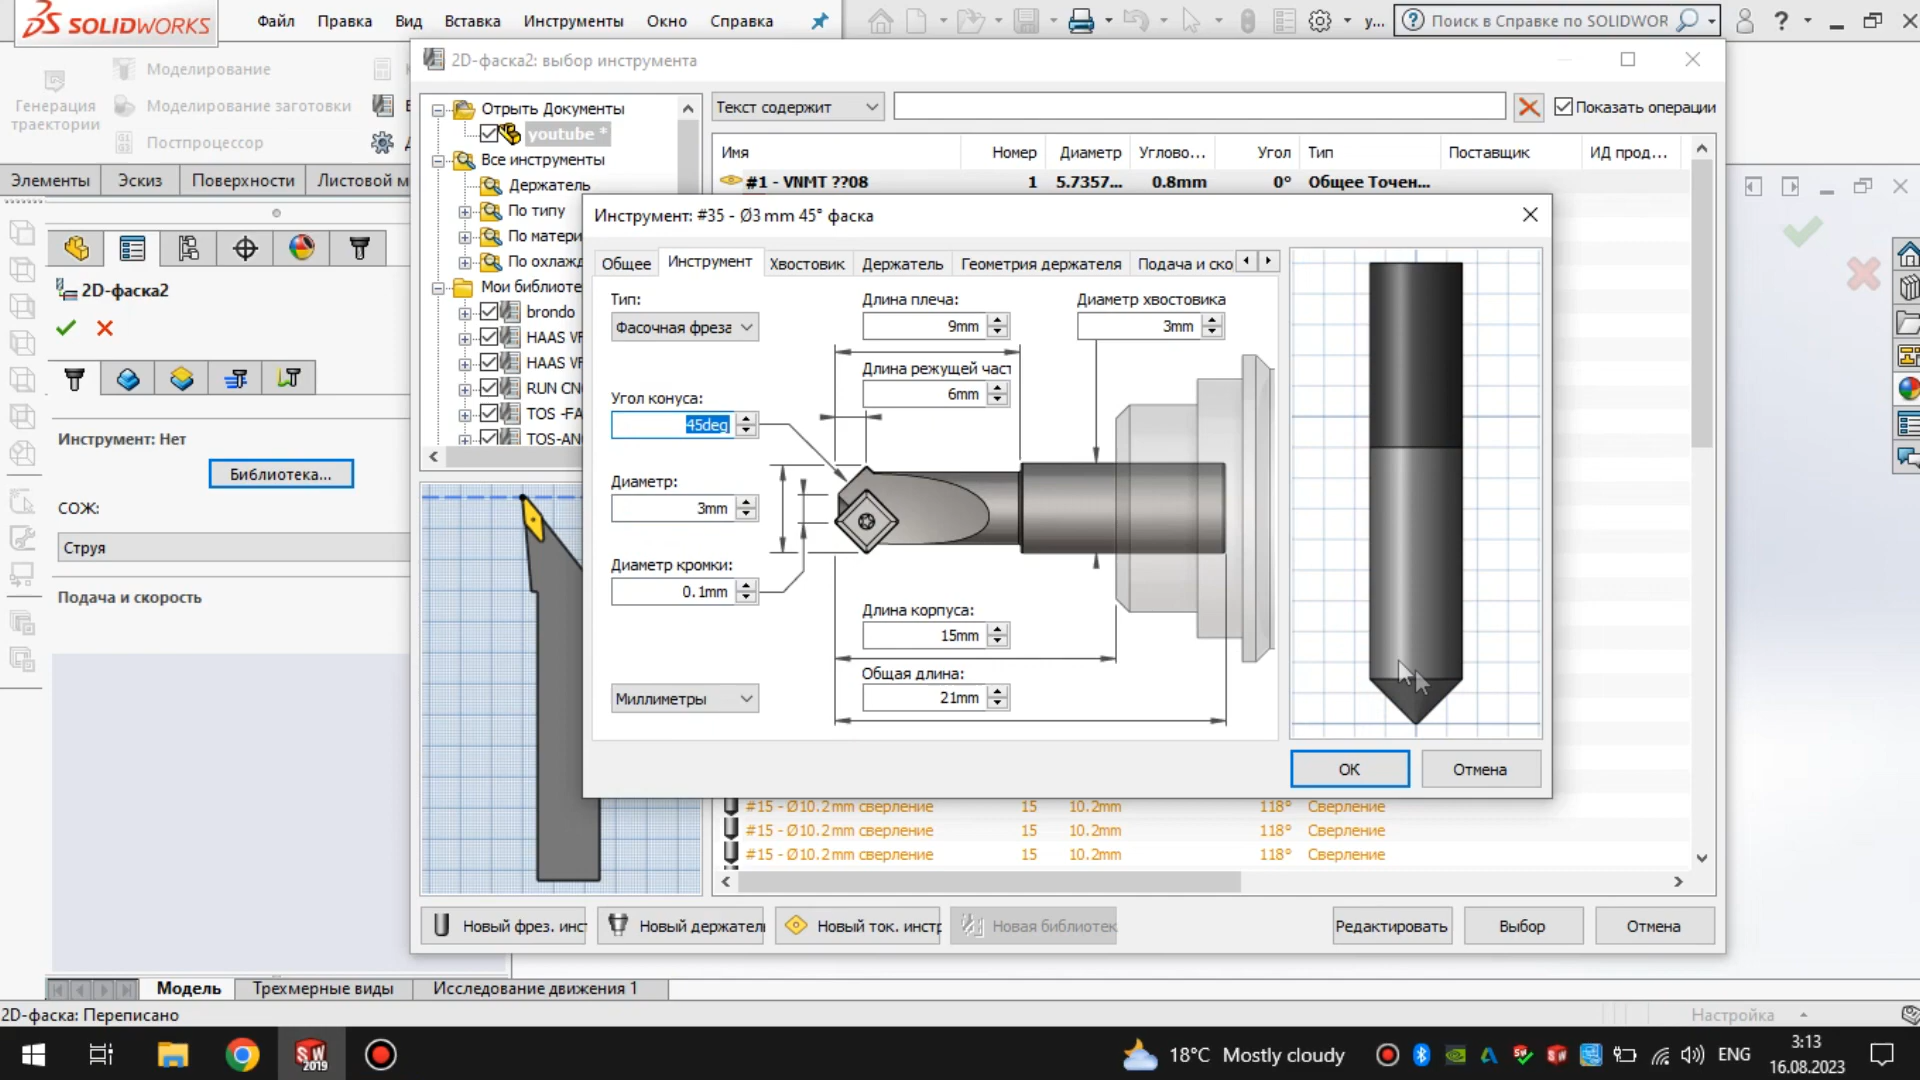 SOLIDWORKS
Файл Правка Вид Вставка Инструменты Окно Справка
у...
Поиск в Справке по SOLIDWOR
Генерация
траектории
Моделирование
Моделирование заготовки
Постпроцессор
Элементы Эскиз Поверхности Листовой м
2D-фаска2
Инструмент: Нет
Библиотека...
СОЖ:
Струя
Подача и скорость
2D-фаска2: выбор инструмента
Отрыть Документы
youtube *
Все инструменты
Держатель
По типу
По матери
По охлажд
Мои библиоте
brondo
HAAS VF
HAAS VF
RUN CNC
TOS -FA
TOS-AN
Текст содержит
Показать операции
Имя Номер Диаметр Углово... Угол Тип Поставщик ИД прод...
#1 - VNMT ??08 1 5.7357... 0.8mm 0° Общее Точен...
Инструмент: #35 - Ø3 mm 45° фаска
Общее Инструмент Хвостовик Держатель Геометрия держателя Подача и ско
Тип:
Фасочная фреза
Длина плеча:
9mm
Диаметр хвостовика
3mm
Длина режущей част
6mm
Угол конуса:
45deg
Диаметр:
3mm
Диаметр кромки:
0.1mm
Длина корпуса:
15mm
Общая длина:
21mm
Миллиметры
OK Отмена
#15 - Ø10.2mm сверление 15 10.2mm 118° Сверление
#15 - Ø10.2mm сверление 15 10.2mm 118° Сверление
#15 - Ø10.2mm сверление 15 10.2mm 118° Сверление
Новый фрез. инст Новый держател Новый ток. инстр Новая библиотек Редактировать Выбор Отмена
Модель Трехмерные виды Исследование движения 1
2D-фаска: Переписано
Настройка
SW
2019
18°C Mostly cloudy
ENG
3:13
16.08.2023